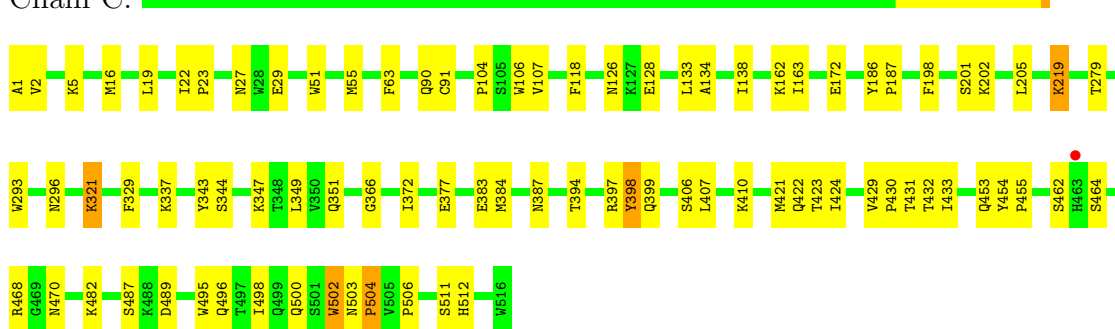 Chain C:
A1 V2 K5 M16 L19 I22 P23 N27 W28 E29 W51 M55 F63 Q90 C91 P104 S105 W106 V107 F118 N126 K127 E128 L133 A134 I138 K162 I163 E172 Y186 P187 F198 S201 K202 L205 K219 T279
W293 N296 K321 F329 K337 Y343 S344 K347 T348 L349 V350 Q351 G366 I372 E377 E383 M384 N387 T394 R397 Y398 Q399 S406 L407 K410 M421 Q422 T423 I424 V429 P430 T431 T432 I433 Q453 Y454 P455 S462 H463 S464
R468 G469 N470 K482 S487 K488 D489 W495 Q496 T497 I498 Q499 Q500 S501 W502 N503 P504 V505 P506 S511 H512 W516